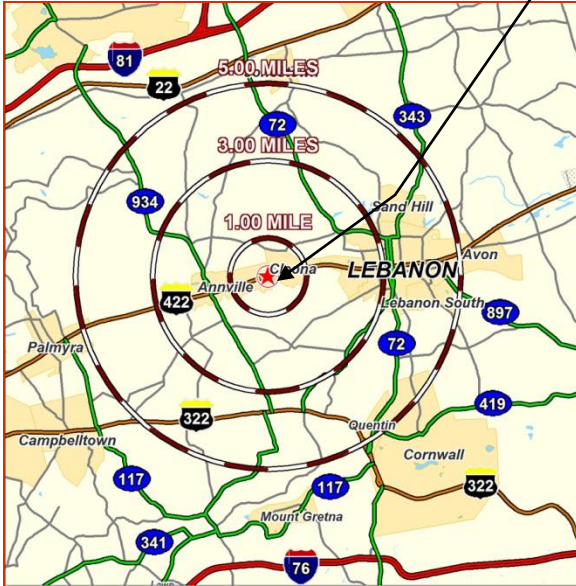 81
5.00 MILES
22
72
343
3.00 MILES
934
Sand Hill
1.00 MILE
Avon
Cleona
LEBANON
Annville
422
Lebanon South
897
Palmyra
72
419
322
Quentin
Campbelltown
Cornwall
117
117
322
Mount Gretna
341
76